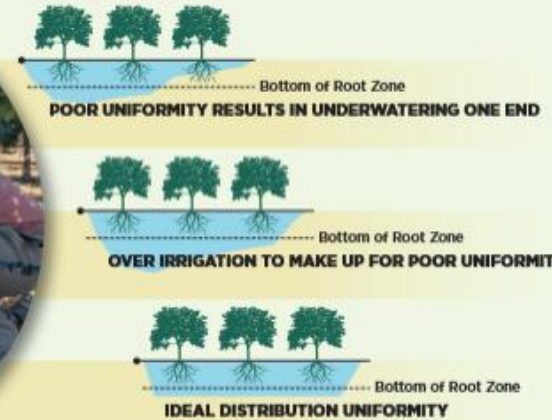 Bottom of Root Zone
POOR UNIFORMITY RESULTS IN UNDERWATERING ONE END
Bottom of Root Zone
OVER IRRIGATION TO MAKE UP FOR POOR UNIFORMIT
Bottom of Root Zone
IDEAL DISTRIBUTION UNIFORMITY